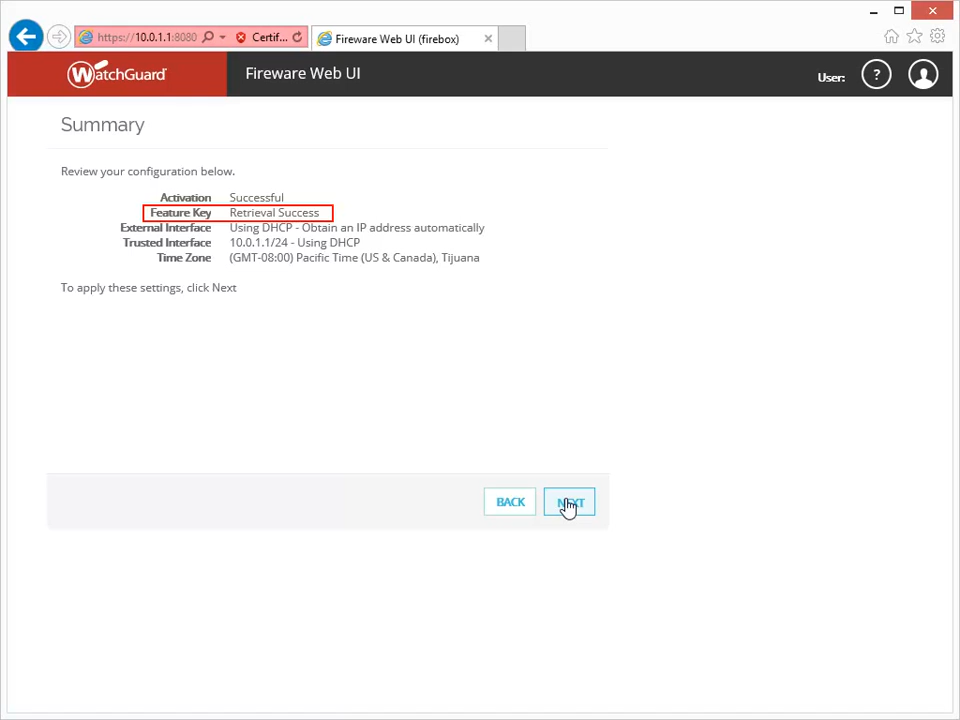 https://10.0.1.1:8080
Certif...
Fireware Web UI (firebox)
WatchGuard
Fireware Web UI
User:
?
Summary
Review your configuration below.
Activation Successful
Feature Key Retrieval Success
External Interface Using DHCP - Obtain an IP address automatically
Trusted Interface 10.0.1.1/24 - Using DHCP
Time Zone (GMT-08:00) Pacific Time (US & Canada), Tijuana
To apply these settings, click Next
BACK
NEXT